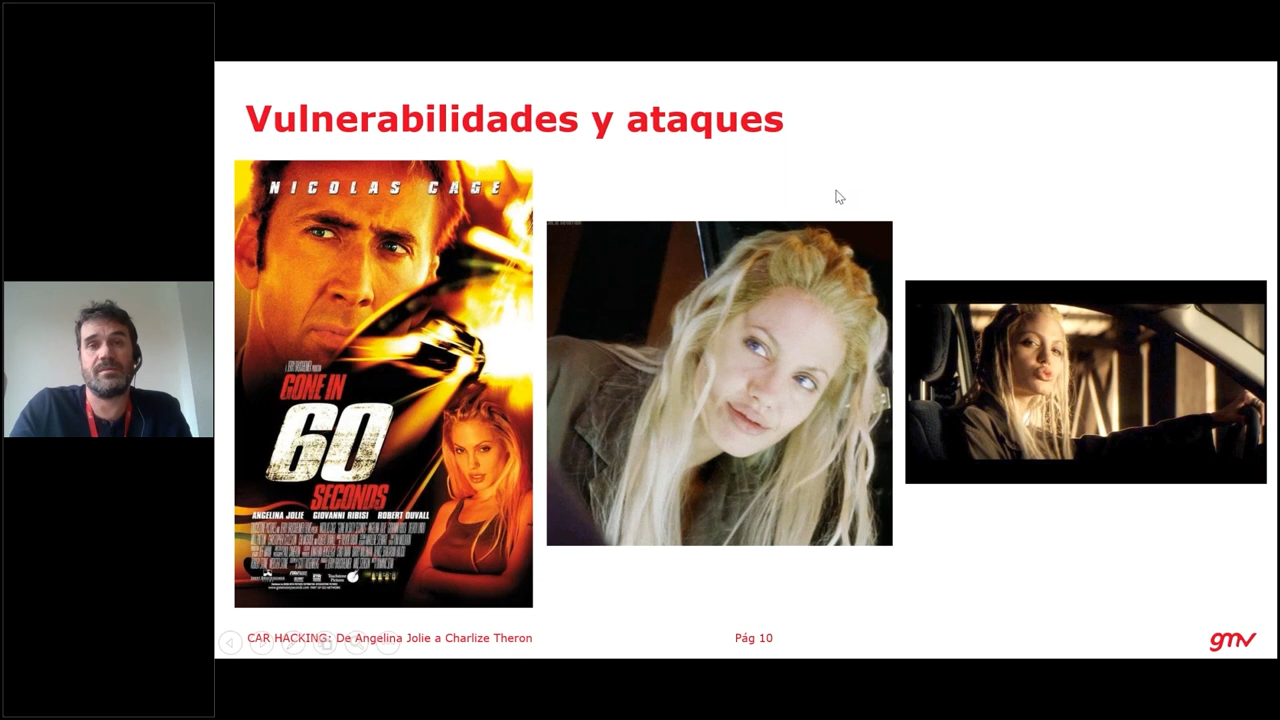 Vulnerabilidades y ataques
NICOLAS CAGE
GONE IN
60
SECONDS
ANGELINA JOLIE GIOVANNI RIBISI ROBERT DUVALL
CAR HACKING: De Angelina Jolie a Charlize Theron
Pág 10
gmv